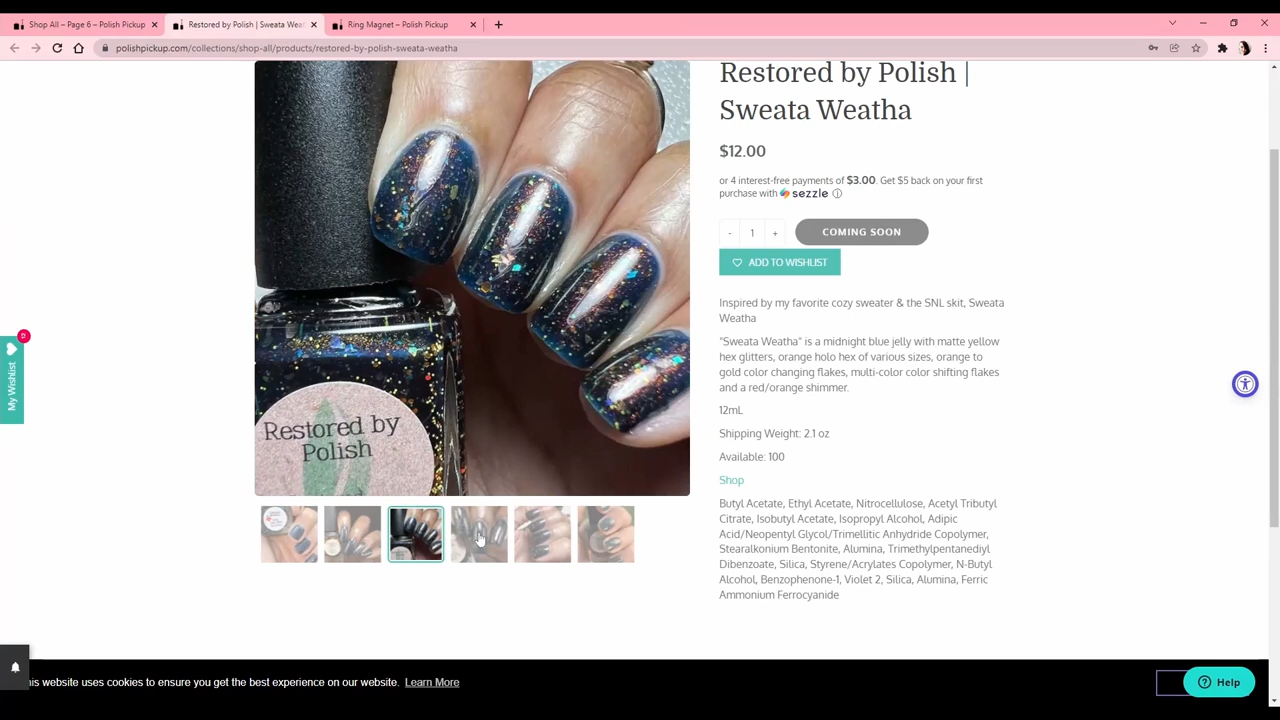 Shop All – Page 6 – Polish Pickup
Restored by Polish | Sweata Weat
Ring Magnet – Polish Pickup
polishpickup.com/collections/shop-all/products/restored-by-polish-sweata-weatha
Restored by Polish |
Sweata Weatha
$12.00
or 4 interest-free payments of $3.00. Get $5 back on your first
purchase with sezzle
- 1 + COMING SOON
ADD TO WISHLIST
Inspired by my favorite cozy sweater & the SNL skit, Sweata
Weatha
"Sweata Weatha" is a midnight blue jelly with matte yellow
hex glitters, orange holo hex of various sizes, orange to
gold color changing flakes, multi-color color shifting flakes
and a red/orange shimmer.
12mL
Shipping Weight: 2.1 oz
Available: 100
Shop
Butyl Acetate, Ethyl Acetate, Nitrocellulose, Acetyl Tributyl
Citrate, Isobutyl Acetate, Isopropyl Alcohol, Adipic
Acid/Neopentyl Glycol/Trimellitic Anhydride Copolymer,
Stearalkonium Bentonite, Alumina, Trimethylpentanediyl
Dibenzoate, Silica, Styrene/Acrylates Copolymer, N-Butyl
Alcohol, Benzophenone-1, Violet 2, Silica, Alumina, Ferric
Ammonium Ferrocyanide
Restored by
Polish
My Wishlist
is website uses cookies to ensure you get the best experience on our website. Learn More
Help